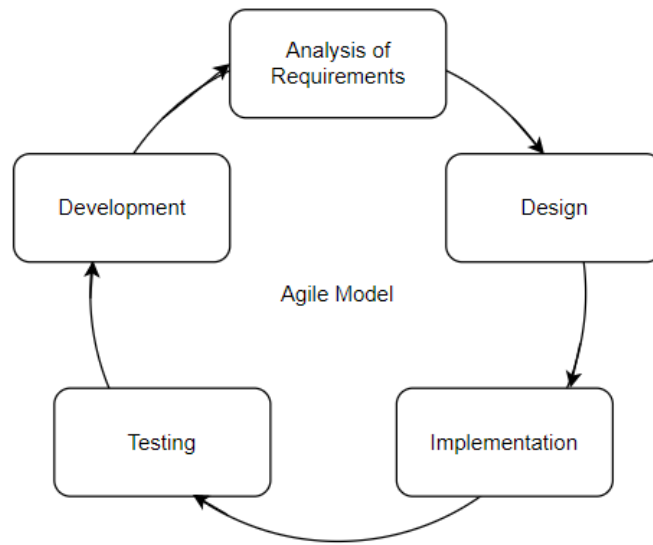 Analysis of
Requirements
Development
Design
Agile Model
Testing
Implementation